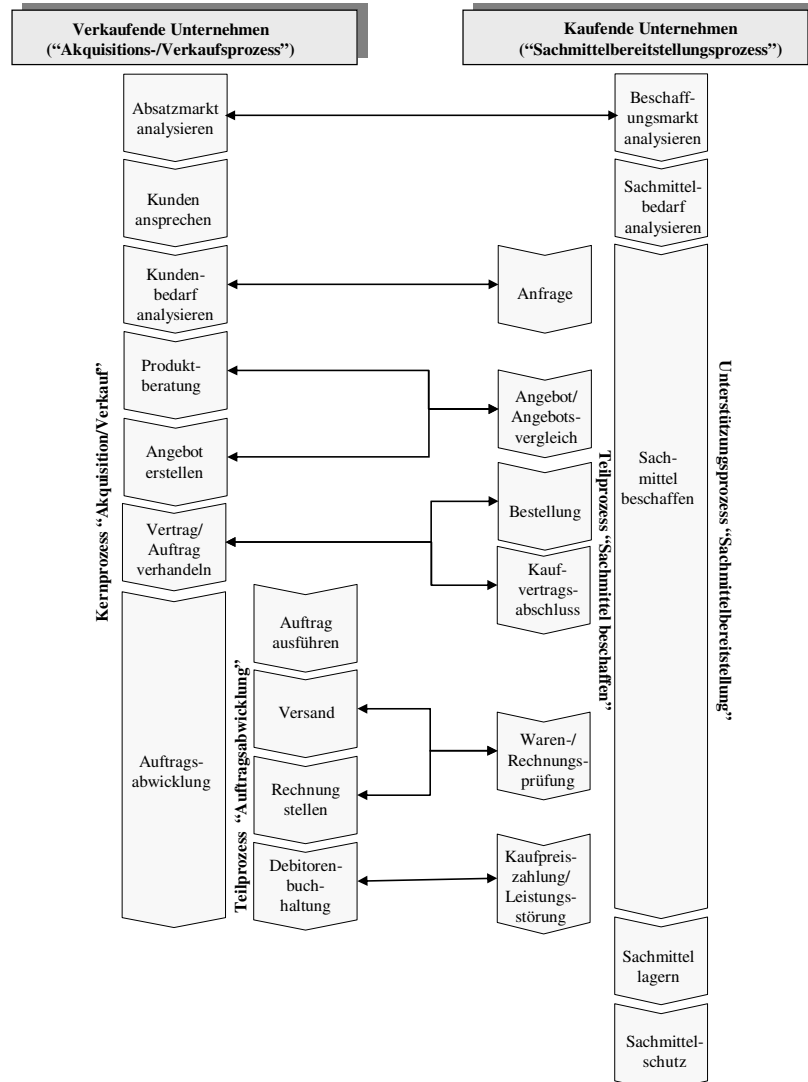 Verkaufende Unternehmen
(“Akquisitions-/Verkaufsprozess”)
Kaufende Unternehmen
(“Sachmittelbereitstellungsprozess”)
Absatzmarkt
analysieren
Kunden
ansprechen
Kunden-
bedarf
analysieren
Produkt-
beratung
Angebot
erstellen
Vertrag/
Auftrag
verhandeln
Auftrags-
abwicklung
Kernprozess “Akquisition/Verkauf”
Auftrag
ausführen
Versand
Rechnung
stellen
Debitoren-
buch-
haltung
Teilprozess “Auftragsabwicklung”
Anfrage
Angebot/
Angebots-
vergleich
Bestellung
Kauf-
vertrags-
abschluss
Waren-/
Rechnungs-
prüfung
Kaufpreis-
zahlung/
Leistungs-
störung
Teilprozess “Sachmittel beschaffen”
Beschaff-
ungsmarkt
analysieren
Sachmittel-
bedarf
analysieren
Sach-
mittel
beschaffen
Sachmittel
lagern
Sachmittel-
schutz
Unterstützungsprozess “Sachmittelbereitstellung”